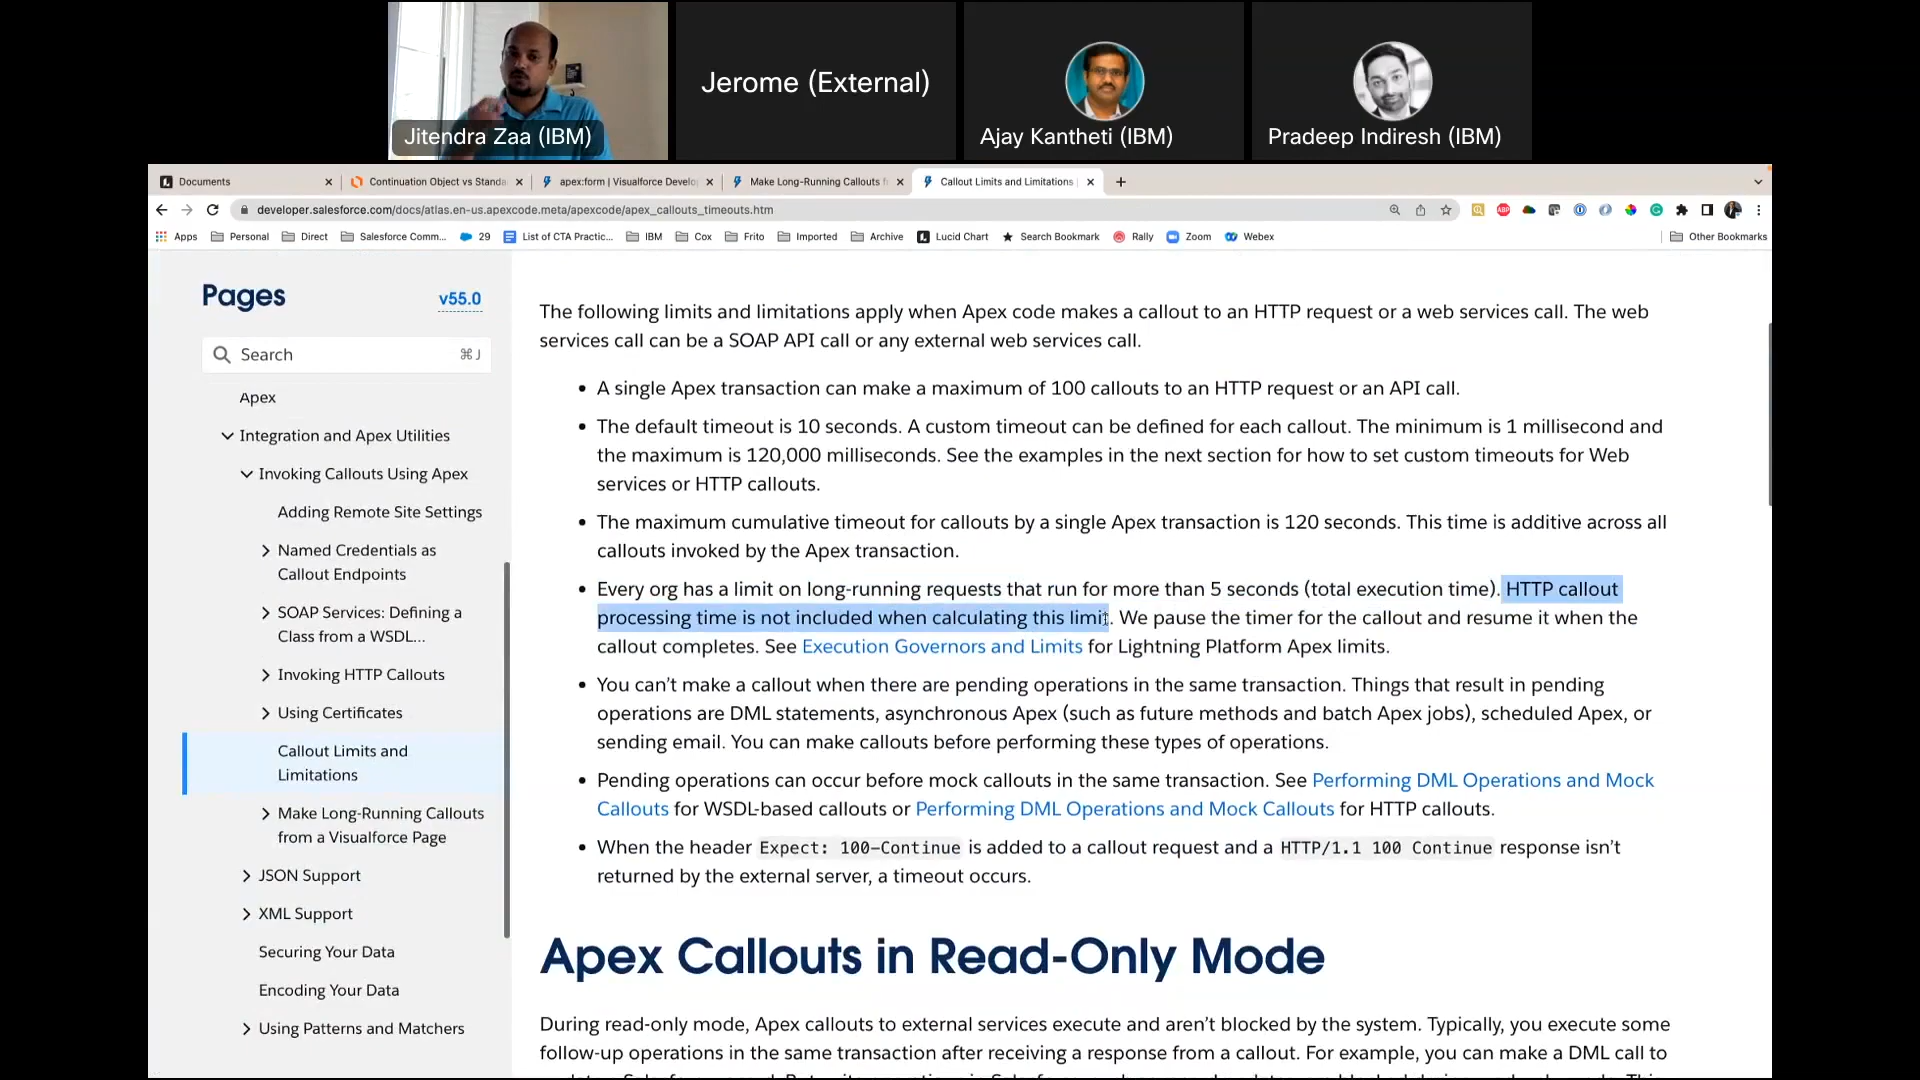 Jerome (External)
Jitendra Zaa (IBM)
Ajay Kantheti (IBM)
Pradeep Indiresh (IBM)
Documents
Continuation Object vs Standa
apex:form | Visualforce Develo
Make Long-Running Callouts f
Callout Limits and Limitations
developer.salesforce.com/docs/atlas.en-us.apexcode.meta/apexcode/apex_callouts_timeouts.htm
ABP
Apps
Personal
Direct
Salesforce Comm...
29
List of CTA Practic...
IBM
Cox
Frito
Imported
Archive
Lucid Chart
Search Bookmark
Rally
Zoom
Webex
Other Bookmarks
Pages
v55.0
Search
⌘ J
Apex
Integration and Apex Utilities
Invoking Callouts Using Apex
Adding Remote Site Settings
Named Credentials as
Callout Endpoints
SOAP Services: Defining a
Class from a WSDL...
Invoking HTTP Callouts
Using Certificates
Callout Limits and
Limitations
Make Long-Running Callouts
from a Visualforce Page
JSON Support
XML Support
Securing Your Data
Encoding Your Data
Using Patterns and Matchers
The following limits and limitations apply when Apex code makes a callout to an HTTP request or a web services call. The web
services call can be a SOAP API call or any external web services call.
• A single Apex transaction can make a maximum of 100 callouts to an HTTP request or an API call.
• The default timeout is 10 seconds. A custom timeout can be defined for each callout. The minimum is 1 millisecond and
the maximum is 120,000 milliseconds. See the examples in the next section for how to set custom timeouts for Web
services or HTTP callouts.
• The maximum cumulative timeout for callouts by a single Apex transaction is 120 seconds. This time is additive across all
callouts invoked by the Apex transaction.
• Every org has a limit on long-running requests that run for more than 5 seconds (total execution time). HTTP callout
processing time is not included when calculating this limit. We pause the timer for the callout and resume it when the
callout completes. See Execution Governors and Limits for Lightning Platform Apex limits.
• You can’t make a callout when there are pending operations in the same transaction. Things that result in pending
operations are DML statements, asynchronous Apex (such as future methods and batch Apex jobs), scheduled Apex, or
sending email. You can make callouts before performing these types of operations.
• Pending operations can occur before mock callouts in the same transaction. See Performing DML Operations and Mock
Callouts for WSDL-based callouts or Performing DML Operations and Mock Callouts for HTTP callouts.
• When the header Expect: 100-Continue is added to a callout request and a HTTP/1.1 100 Continue response isn’t
returned by the external server, a timeout occurs.
Apex Callouts in Read-Only Mode
During read-only mode, Apex callouts to external services execute and aren’t blocked by the system. Typically, you execute some
follow-up operations in the same transaction after receiving a response from a callout. For example, you can make a DML call to